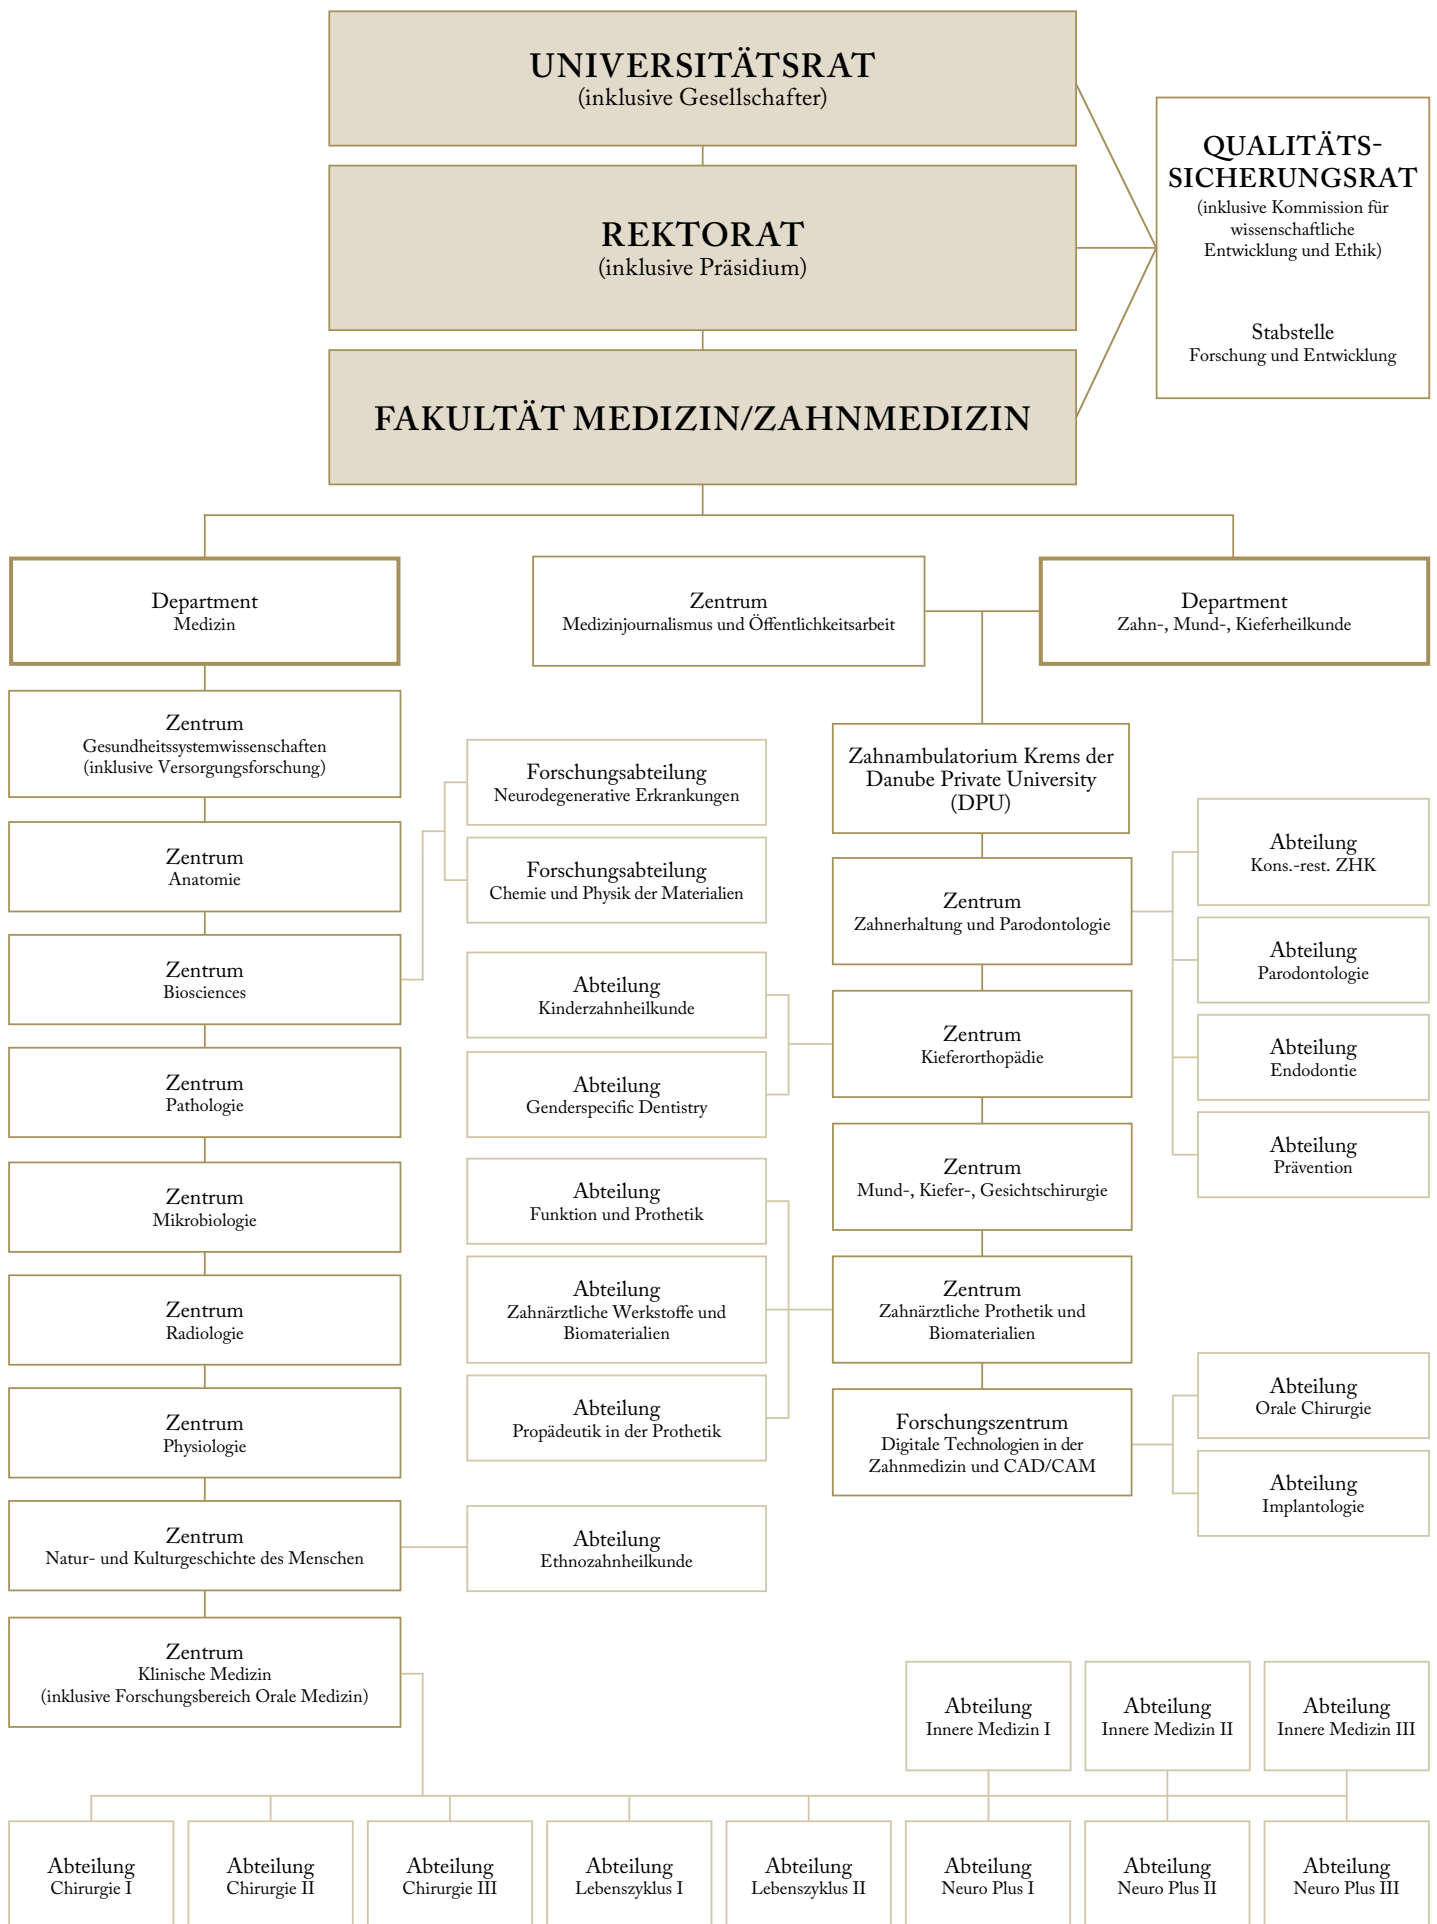 UNIVERSITÄTSRAT
(inklusive Gesellschafter)
QUALITÄTS-
SICHERUNGSRAT
(inklusive Kommission für
wissenschaftliche
Entwicklung und Ethik)
Stabstelle
Forschung und Entwicklung
REKTORAT
(inklusive Präsidium)
FAKULTÄT MEDIZIN/ZAHNMEDIZIN
Department
Medizin
Zentrum
Medizinjournalismus und Öffentlichkeitsarbeit
Department
Zahn-, Mund-, Kieferheilkunde
Zentrum
Gesundheitssystemwissenschaften
(inklusive Versorgungsforschung)
Zentrum
Anatomie
Zentrum
Biosciences
Zentrum
Pathologie
Zentrum
Mikrobiologie
Zentrum
Radiologie
Zentrum
Physiologie
Zentrum
Natur- und Kulturgeschichte des Menschen
Zentrum
Klinische Medizin
(inklusive Forschungsbereich Orale Medizin)
Forschungsabteilung
Neurodegenerative Erkrankungen
Forschungsabteilung
Chemie und Physik der Materialien
Abteilung
Kinderzahnheilkunde
Abteilung
Genderspecific Dentistry
Abteilung
Funktion und Prothetik
Abteilung
Zahnärztliche Werkstoffe und
Biomaterialien
Abteilung
Propädeutik in der Prothetik
Abteilung
Ethnozahnheilkunde
Zahnambulatorium Krems der
Danube Private University
(DPU)
Zentrum
Zahnerhaltung und Parodontologie
Zentrum
Kieferorthopädie
Zentrum
Mund-, Kiefer-, Gesichtschirurgie
Zentrum
Zahnärztliche Prothetik und
Biomaterialien
Forschungszentrum
Digitale Technologien in der
Zahnmedizin und CAD/CAM
Abteilung
Kons.-rest. ZHK
Abteilung
Parodontologie
Abteilung
Endodontie
Abteilung
Prävention
Abteilung
Orale Chirurgie
Abteilung
Implantologie
Abteilung
Innere Medizin I
Abteilung
Innere Medizin II
Abteilung
Innere Medizin III
Abteilung
Chirurgie I
Abteilung
Chirurgie II
Abteilung
Chirurgie III
Abteilung
Lebenszyklus I
Abteilung
Lebenszyklus II
Abteilung
Neuro Plus I
Abteilung
Neuro Plus II
Abteilung
Neuro Plus III